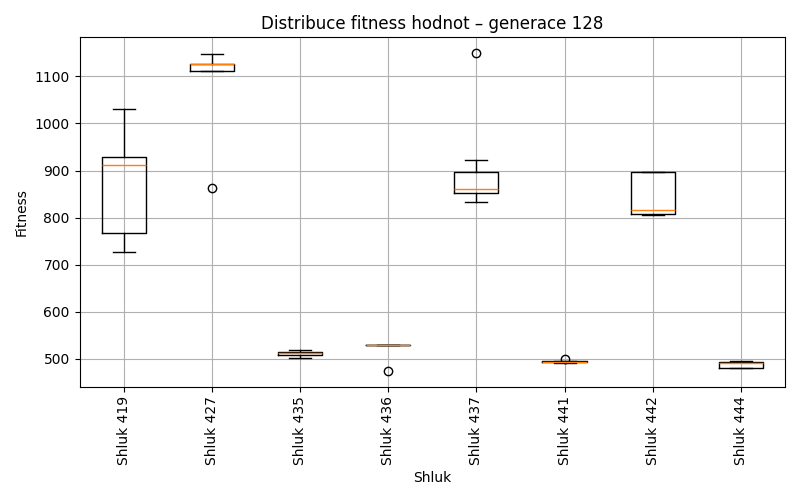 Distribuce fitness hodnot – generace 128
Fitness
1100
1000
900
800
700
600
500
Shluk 419
Shluk 427
Shluk 435
Shluk 436
Shluk 437
Shluk 441
Shluk 442
Shluk 444
Shluk